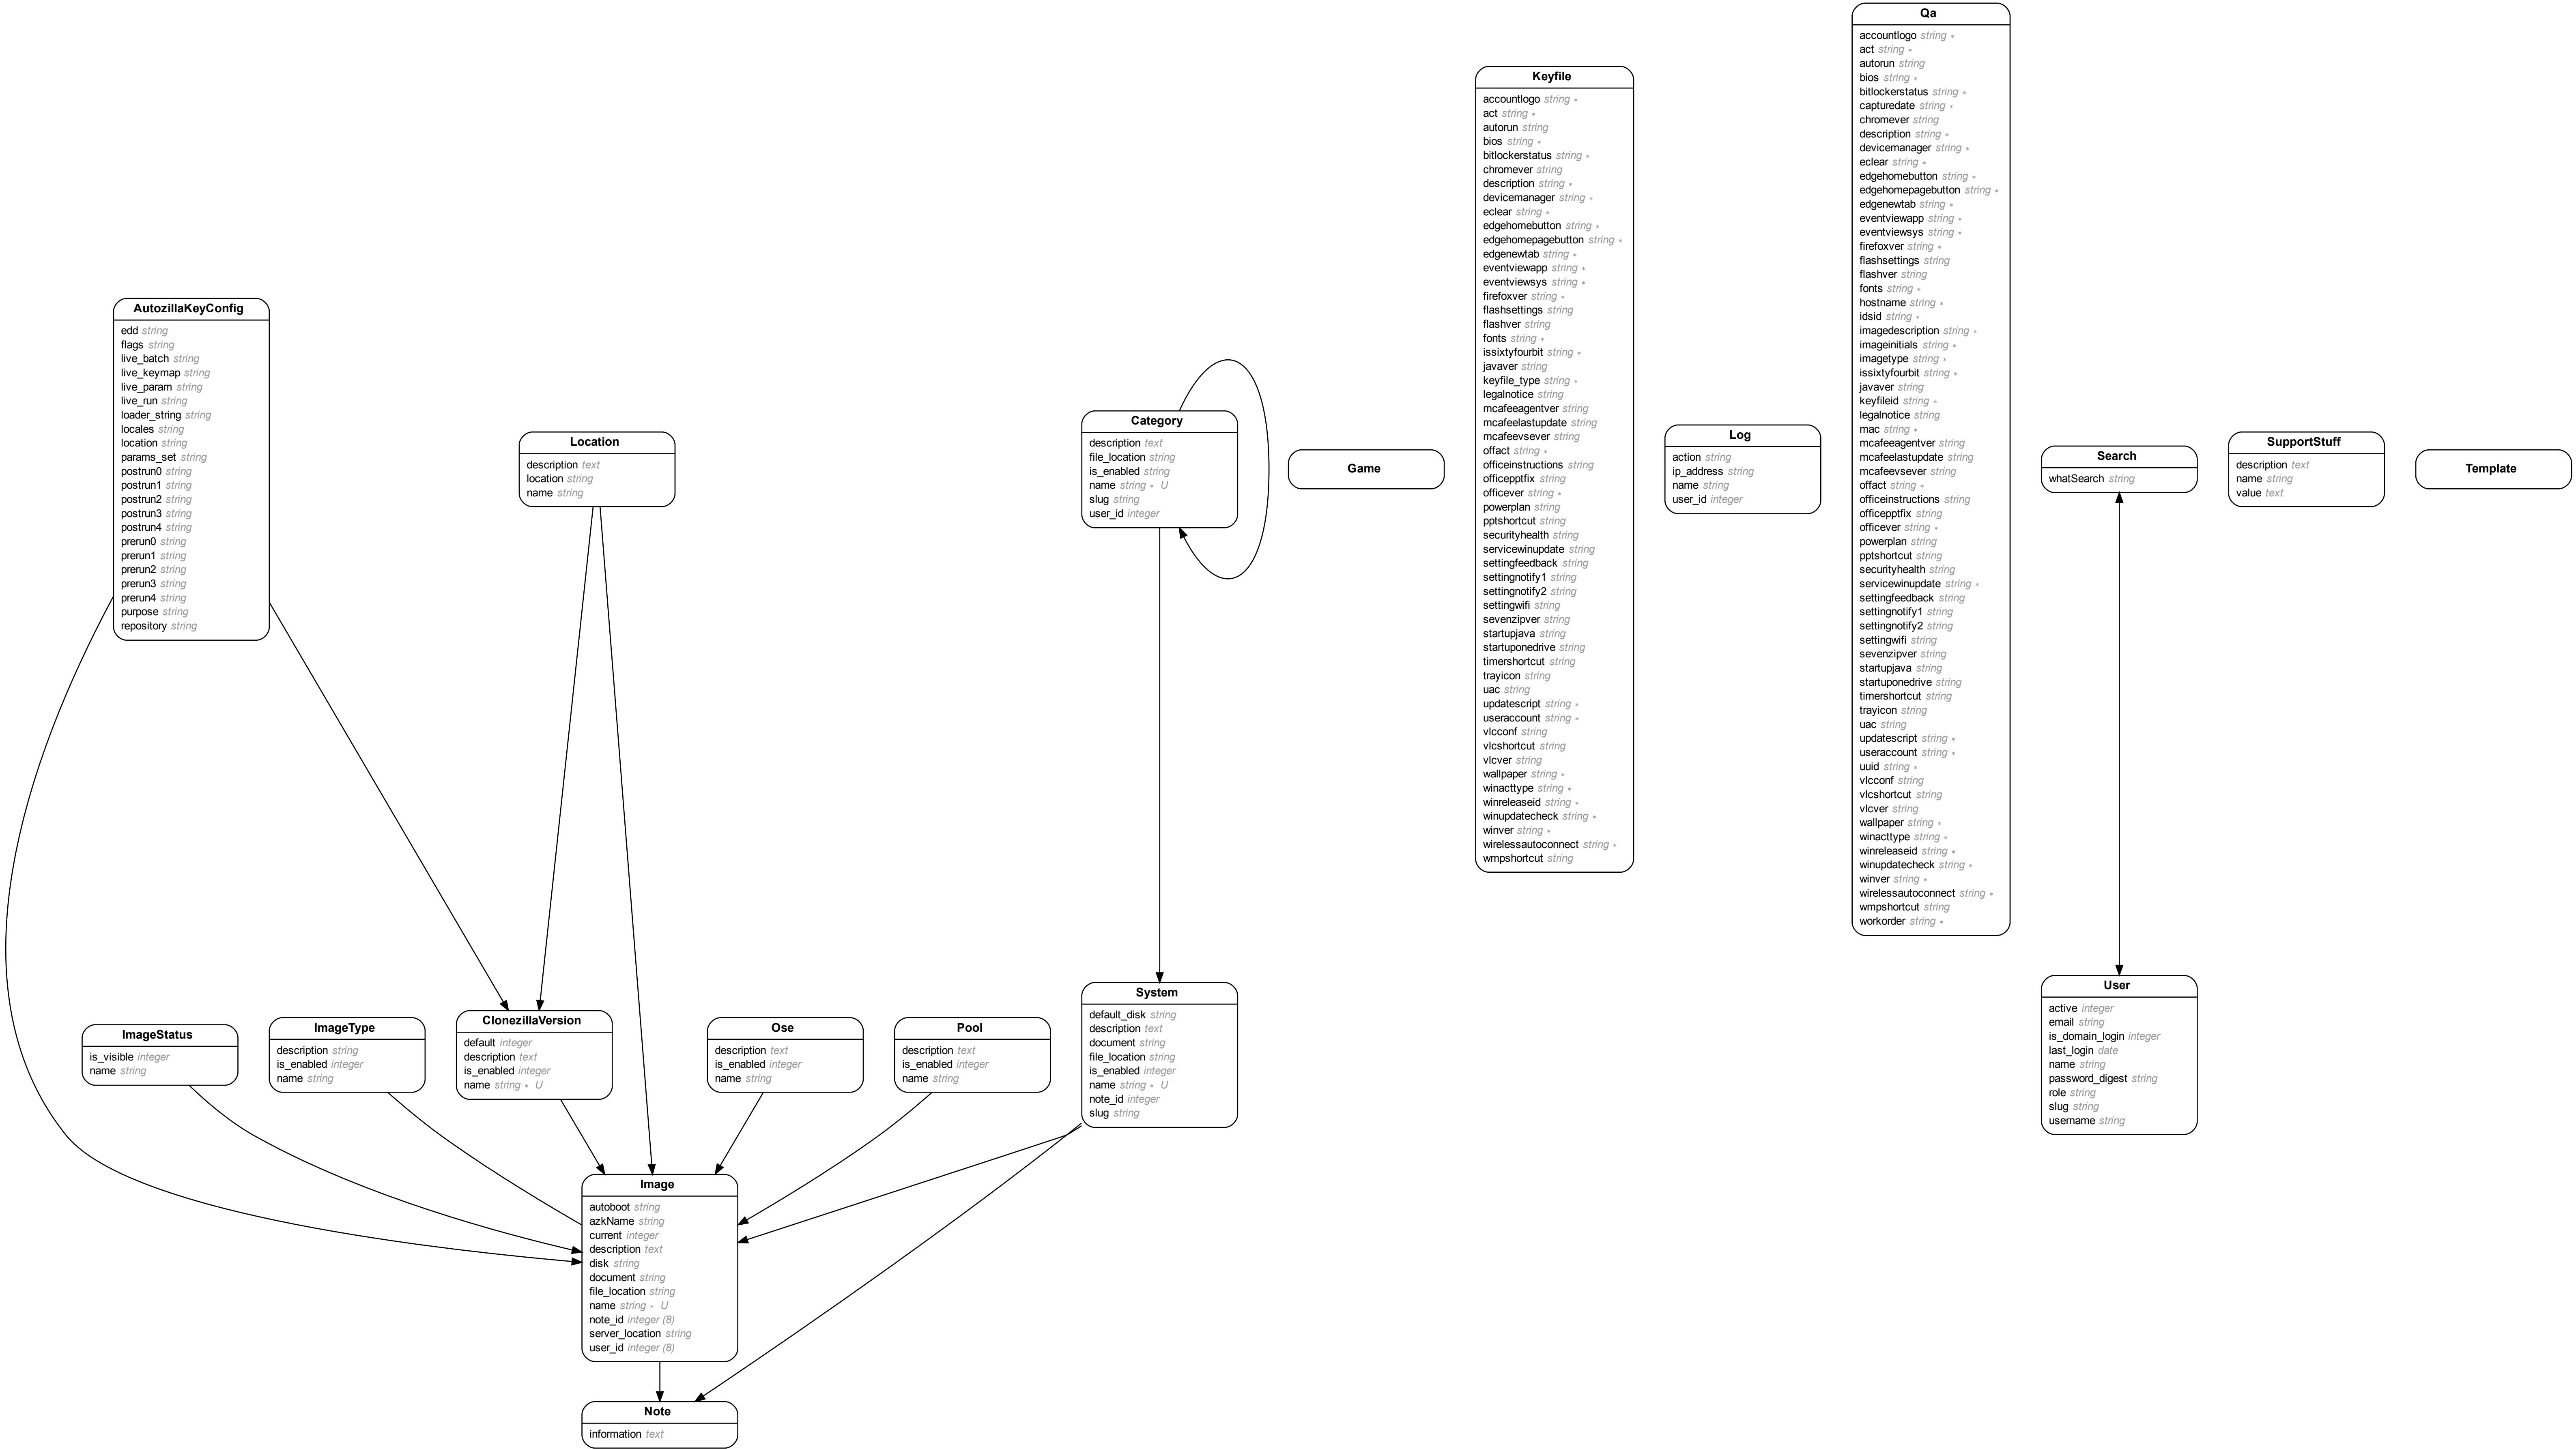 Qa
accountlogo string *
act string *
autorun string
bios string *
bitlockerstatus string *
capturedate string *
chromever string
description string *
devicemanager string *
eclear string *
edgehomebutton string *
edgehomepagebutton string *
edgenewtab string *
eventviewapp string *
eventviewsys string *
firefoxver string *
flashsettings string
flashver string
fonts string *
hostname string *
idsid string *
imagedescription string *
imageinitials string *
imagetype string *
issixtyfourbit string *
javaver string
keyfileid string *
legalnotice string
mac string *
mcafeeagentver string
mcafeelastupdate string
mcafeevsever string
offact string *
officeinstructions string
officepptfix string
officever string *
powerplan string
pptshortcut string
securityhealth string
servicewinupdate string *
settingfeedback string
settingnotify1 string
settingnotify2 string
settingwifi string
sevenzipver string
startupjava string
startuponedrive string
timershortcut string
trayicon string
uac string
updatescript string *
useraccount string *
uuid string *
vlcconf string
vlcshortcut string
vlcver string
wallpaper string *
winacttype string *
winreleaseid string *
winupdatecheck string *
winver string *
wirelessautoconnect string *
wmpshortcut string
workorder string *
Keyfile
accountlogo string *
act string *
autorun string
bios string *
bitlockerstatus string *
chromever string
description string *
devicemanager string *
eclear string *
edgehomebutton string *
edgehomepagebutton string *
edgenewtab string *
eventviewapp string *
eventviewsys string *
firefoxver string *
flashsettings string
flashver string
fonts string *
issixtyfourbit string *
javaver string
keyfile_type string *
legalnotice string
mcafeeagentver string
mcafeelastupdate string
mcafeevsever string
offact string *
officeinstructions string
officepptfix string
officever string *
powerplan string
pptshortcut string
securityhealth string
servicewinupdate string
settingfeedback string
settingnotify1 string
settingnotify2 string
settingwifi string
sevenzipver string
startupjava string
startuponedrive string
timershortcut string
trayicon string
uac string
updatescript string *
useraccount string *
vlcconf string
vlcshortcut string
vlcver string
wallpaper string *
winacttype string *
winreleaseid string *
winupdatecheck string *
winver string *
wirelessautoconnect string *
wmpshortcut string
AutozillaKeyConfig
edd string
flags string
live_batch string
live_keymap string
live_param string
live_run string
loader_string string
locales string
location string
params_set string
postrun0 string
postrun1 string
postrun2 string
postrun3 string
postrun4 string
prerun0 string
prerun1 string
prerun2 string
prerun3 string
prerun4 string
purpose string
repository string
Location
description text
location string
name string
Category
description text
file_location string
is_enabled string
name string * U
slug string
user_id integer
Game
Log
action string
ip_address string
name string
user_id integer
Search
whatSearch string
SupportStuff
description text
name string
value text
Template
ImageStatus
is_visible integer
name string
ImageType
description string
is_enabled integer
name string
ClonezillaVersion
default integer
description text
is_enabled integer
name string * U
Ose
description text
is_enabled integer
name string
Pool
description text
is_enabled integer
name string
System
default_disk string
description text
document string
file_location string
is_enabled integer
name string * U
note_id integer
slug string
User
active integer
email string
is_domain_login integer
last_login date
name string
password_digest string
role string
slug string
username string
Image
autoboot string
azkName string
current integer
description text
disk string
document string
file_location string
name string * U
note_id integer (8)
server_location string
user_id integer (8)
Note
information text